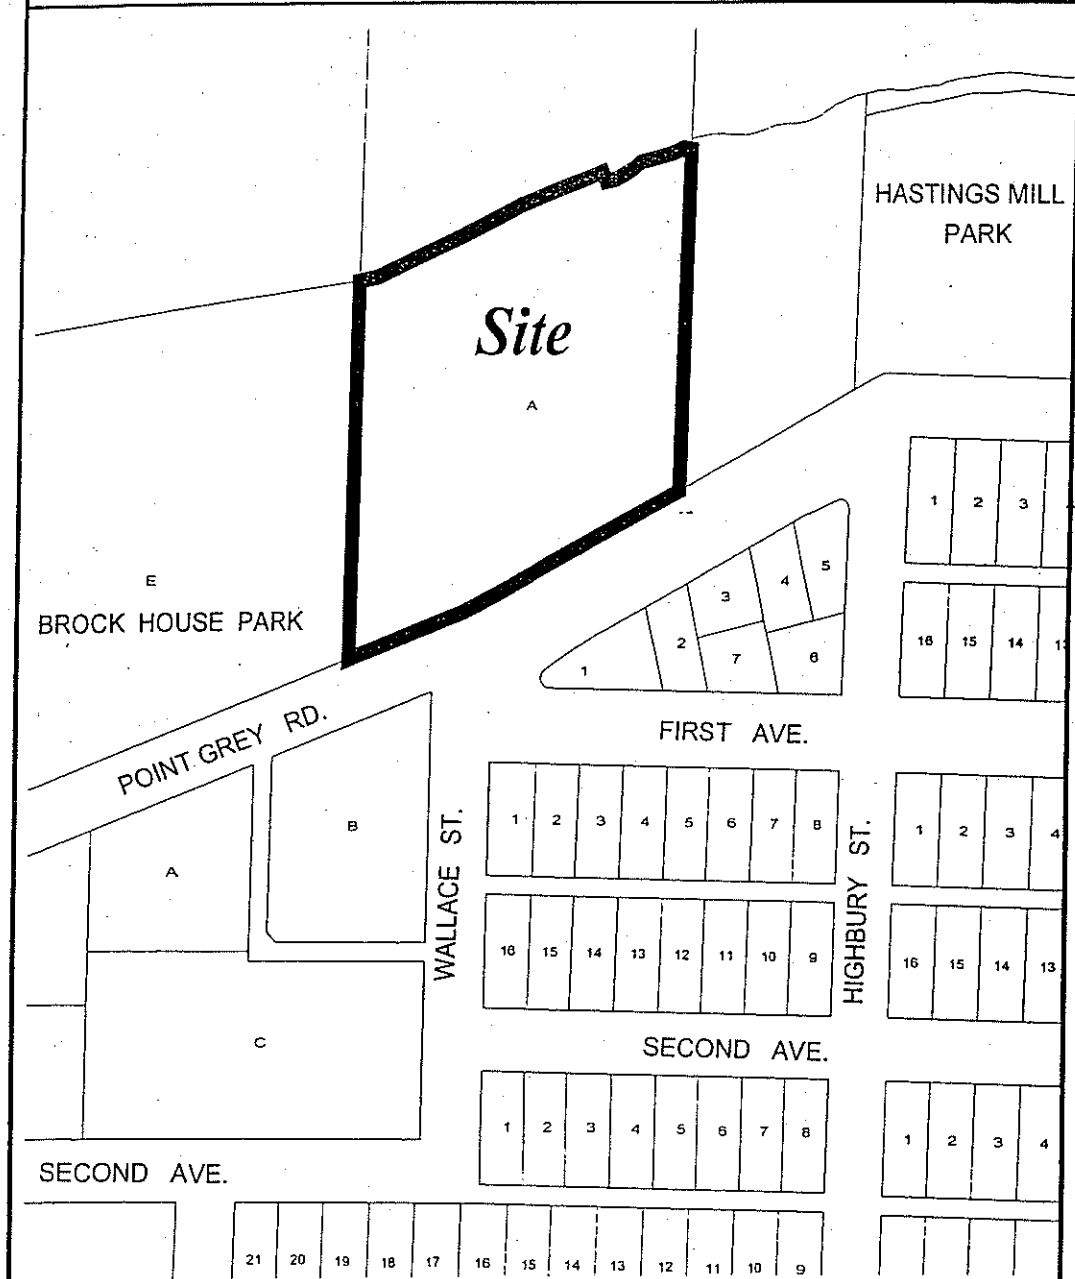 HASTINGS MILL
PARK
Site
A
1 2 3
E
BROCK HOUSE PARK
1 2 3 4 5
7 6
16 15 14 13
POINT GREY RD.
FIRST AVE.
A
B
WALLACE ST.
1 2 3 4 5 6 7 8
HIGHBURY ST.
1 2 3 4
16 15 14 13 12 11 10 9
16 15 14 13
C
SECOND AVE.
1 2 3 4 5 6 7 8
1 2 3 4
SECOND AVE.
21 20 19 18 17 16 15 14 13 12 11 10 9